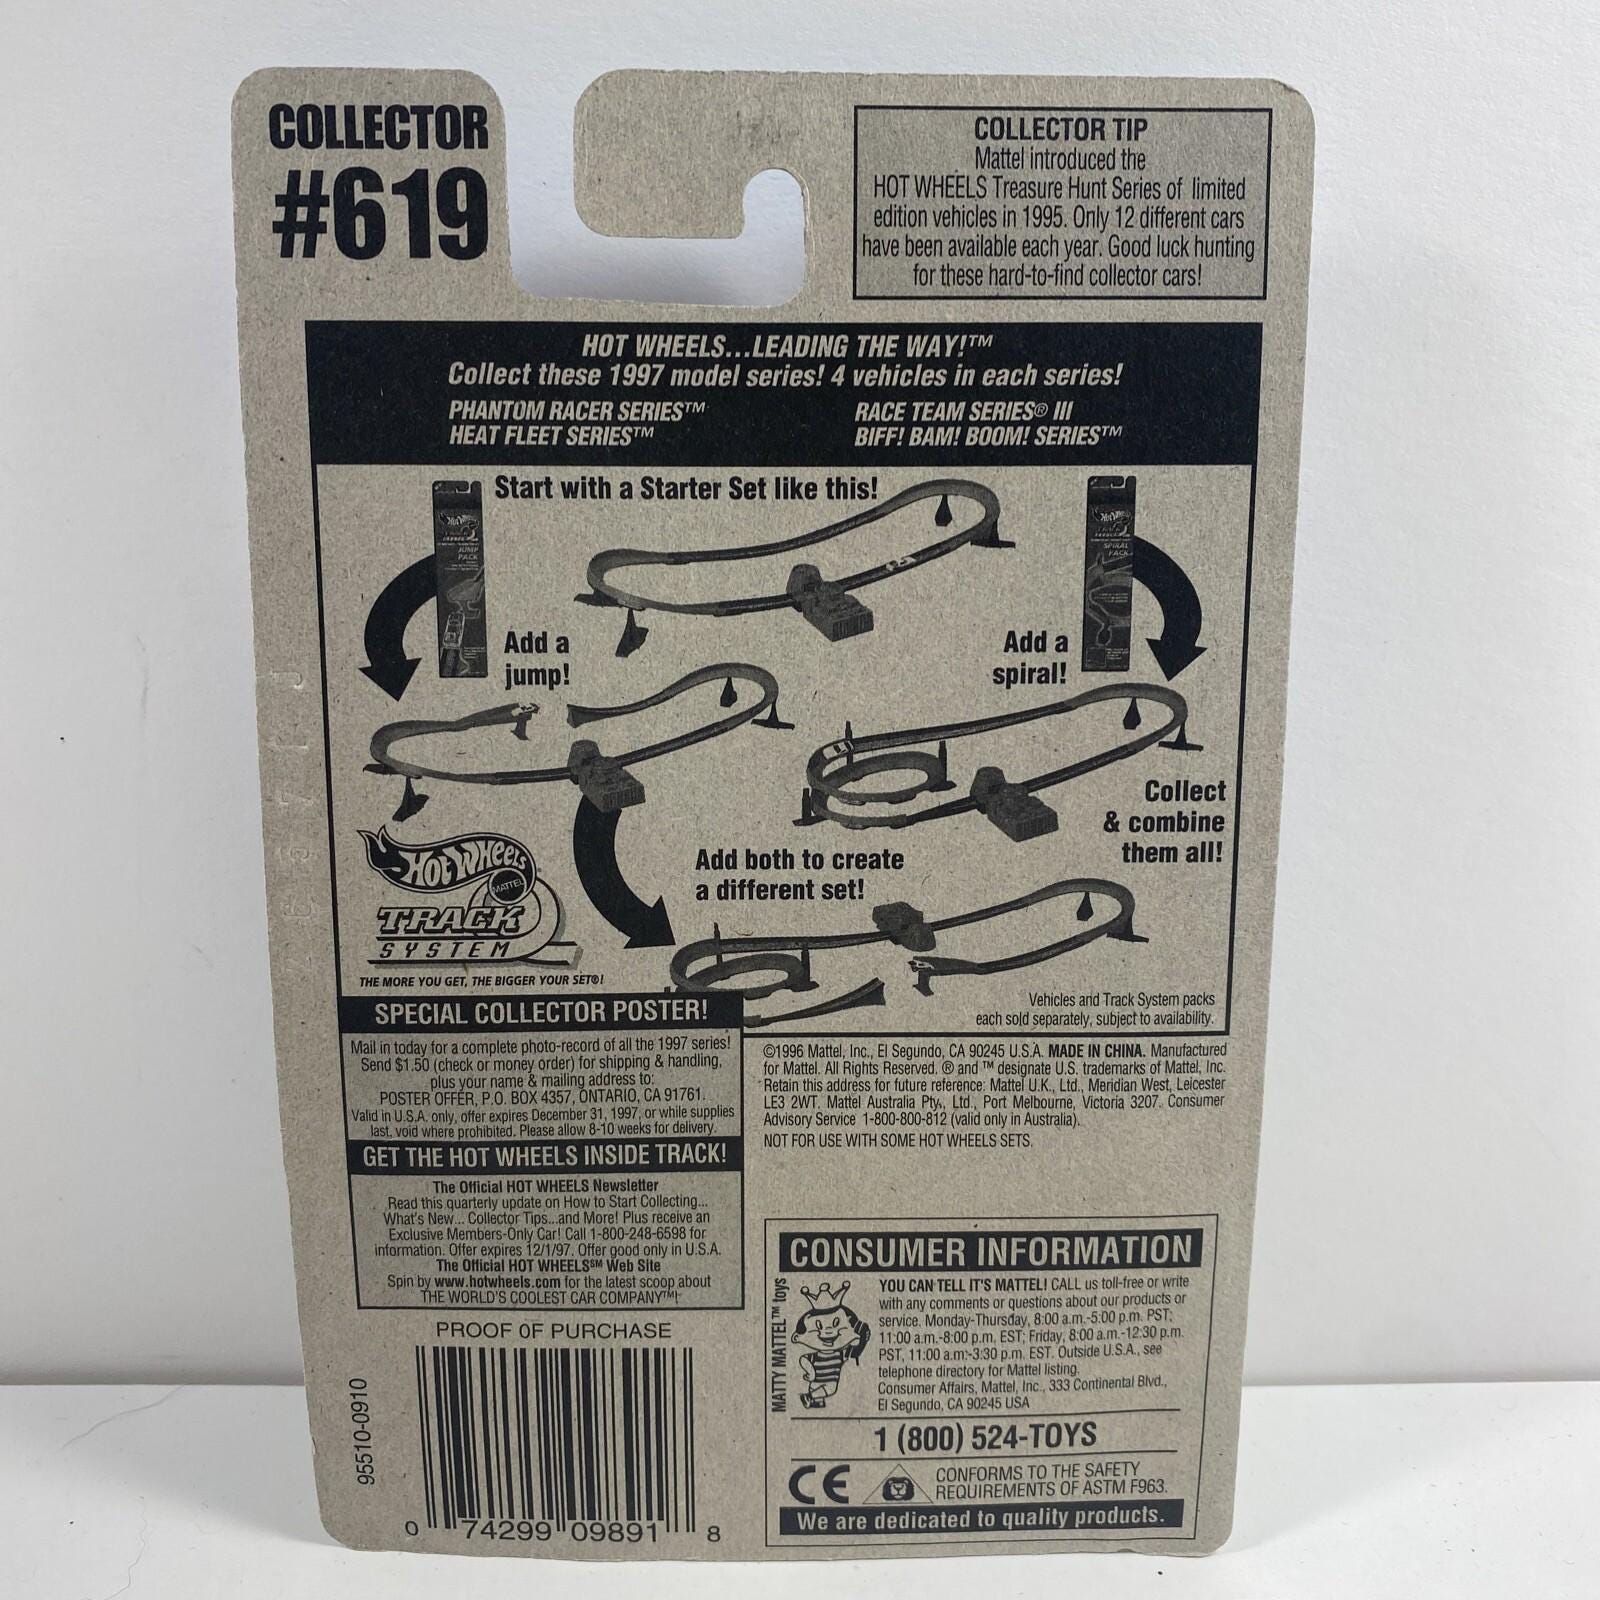 COLLECTOR
#619
COLLECTOR TIP
Mattel introduced the
HOT WHEELS Treasure Hunt Series of limited
edition vehicles in 1995. Only 12 different cars
have been available each year. Good luck hunting
for these hard-to-find collector cars!
HOT WHEELS...LEADING THE WAY!™
Collect these 1997 model series! 4 vehicles in each series!
PHANTOM RACER SERIES™
HEAT FLEET SERIES™
RACE TEAM SERIES® III
BIFF! BAM! BOOM! SERIES™
Start with a Starter Set like this!
JUMP
PACK
SPIRAL
PACK
Add a
jump!
Add a
spiral!
Collect
& combine
them all!
Add both to create
a different set!
HOT WHEELS
MATTEL
TRACK
SYSTEM
THE MORE YOU GET, THE BIGGER YOUR SET®!
Vehicles and Track System packs
each sold separately, subject to availability.
SPECIAL COLLECTOR POSTER!
Mail in today for a complete photo-record of all the 1997 series!
Send $1.50 (check or money order) for shipping & handling,
plus your name & mailing address to:
POSTER OFFER, P.O. BOX 4357, ONTARIO, CA 91761.
Valid in U.S.A. only, offer expires December 31, 1997, or while supplies
last, void where prohibited. Please allow 8-10 weeks for delivery.
GET THE HOT WHEELS INSIDE TRACK!
The Official HOT WHEELS Newsletter
Read this quarterly update on How to Start Collecting...
What's New... Collector Tips...and More! Plus receive an
Exclusive Members-Only Car! Call 1-800-248-6598 for
information. Offer expires 12/1/97. Offer good only in U.S.A.
The Official HOT WHEELS℠ Web Site
Spin by www.hotwheels.com for the latest scoop about
THE WORLD'S COOLEST CAR COMPANY™!
©1996 Mattel, Inc., El Segundo, CA 90245 U.S.A. MADE IN CHINA. Manufactured
for Mattel. All Rights Reserved. ® and ™ designate U.S. trademarks of Mattel, Inc.
Retain this address for future reference: Mattel U.K., Ltd., Meridian West, Leicester
LE3 2WT. Mattel Australia Pty., Ltd., Port Melbourne, Victoria 3207. Consumer
Advisory Service 1-800-800-812 (valid only in Australia).
NOT FOR USE WITH SOME HOT WHEELS SETS.
PROOF OF PURCHASE
95510-0910
0 74299 09891 8
CONSUMER INFORMATION
MATTY MATTEL™ toys
YOU CAN TELL IT'S MATTEL! CALL us toll-free or write
with any comments or questions about our products or
service. Monday-Thursday, 8:00 a.m.-5:00 p.m. PST;
11:00 a.m.-8:00 p.m. EST; Friday, 8:00 a.m.-12:30 p.m.
PST, 11:00 a.m.-3:30 p.m. EST. Outside U.S.A., see
telephone directory for Mattel listing.
Consumer Affairs, Mattel, Inc., 333 Continental Blvd.,
El Segundo, CA 90245 USA
1 (800) 524-TOYS
CE
CONFORMS TO THE SAFETY
REQUIREMENTS OF ASTM F963.
We are dedicated to quality products.